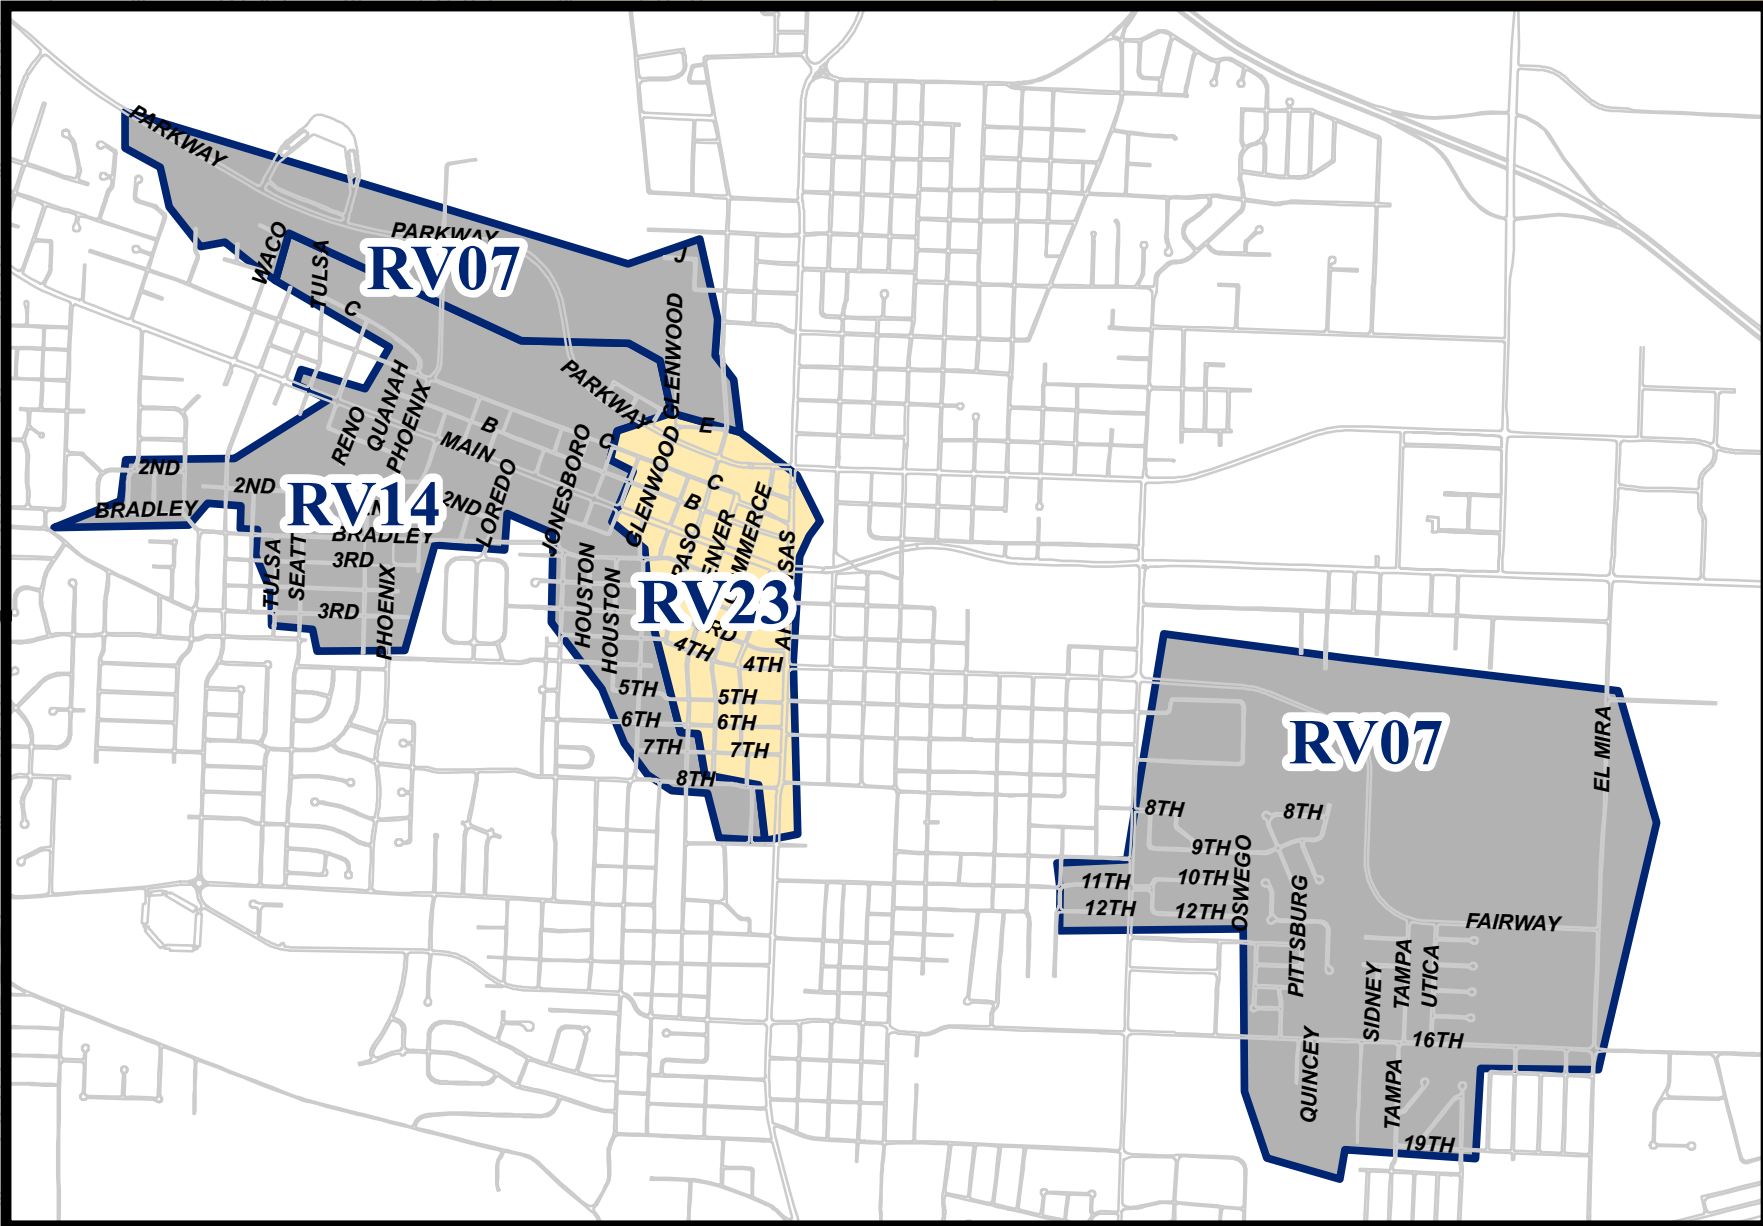 PARKWAY
PARKWAY
WACO
TULSA
RV07
J
C
GLENWOOD
PARKWAY
QUANAH
PHOENIX
RENO
B
MAIN
JONESBORO
C
E
GLENWOOD
2ND
2ND
BRADLEY
RV14
2ND
LOREDO
C
B
BRADLEY
3RD
TULSA
3RD
PHOENIX
HOUSTON
HOUSTON
PASO
RV23
RD
4TH
4TH
5TH
5TH
6TH
6TH
7TH
7TH
8TH
RV07
EL MIRA
8TH
8TH
9TH
OSWEGO
11TH
10TH
12TH
12TH
PITTSBURG
FAIRWAY
SIDNEY
TAMPA
UTICA
16TH
QUINCEY
TAMPA
19TH